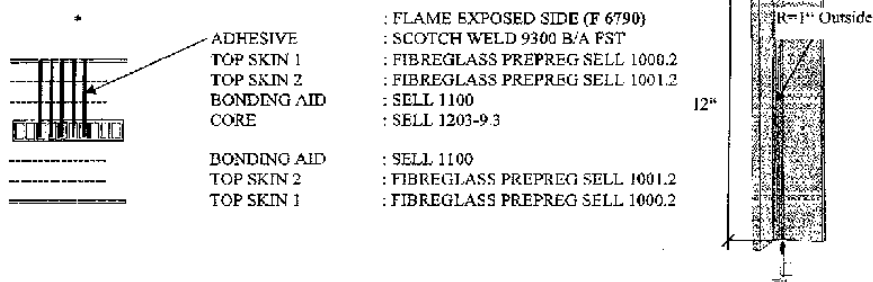 * : FLAME EXPOSED SIDE (F 6790)
ADHESIVE : SCOTCH WELD 9300 B/A FST
TOP SKIN 1 : FIBREGLASS PREPREG SELL 1000.2
TOP SKIN 2 : FIBREGLASS PREPREG SELL 1001.2
BONDING AID : SELL 1100
CORE : SELL 1203-9.3
BONDING AID : SELL 1100
TOP SKIN 2 : FIBREGLASS PREPREG SELL 1001.2
TOP SKIN 1 : FIBREGLASS PREPREG SELL 1000.2
R=1" Outside
12"